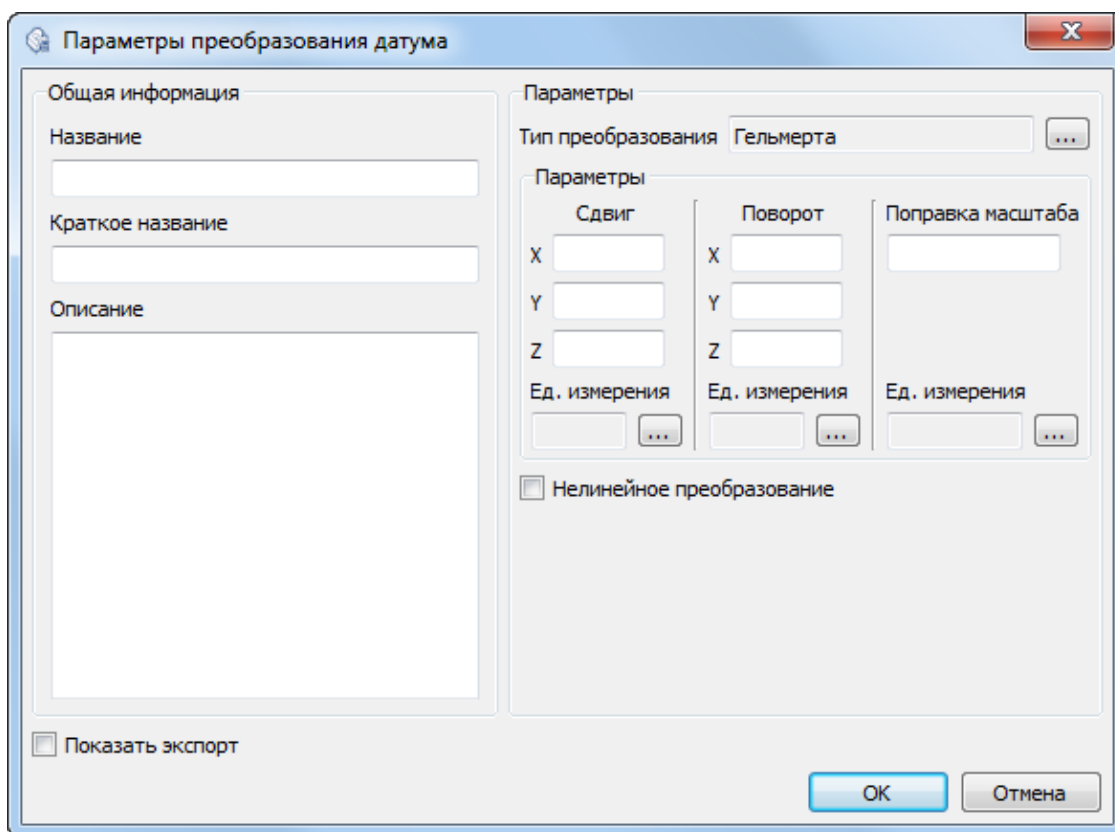 Параметры преобразования датума
Общая информация
Название
Краткое название
Описание
Параметры
Тип преобразования Гельмерта ...
Параметры
Сдвиг Поворот Поправка масштаба
X X
Y Y
Z Z
Ед. измерения Ед. измерения Ед. измерения
... ... ...
Нелинейное преобразование
Показать экспорт
OK Отмена